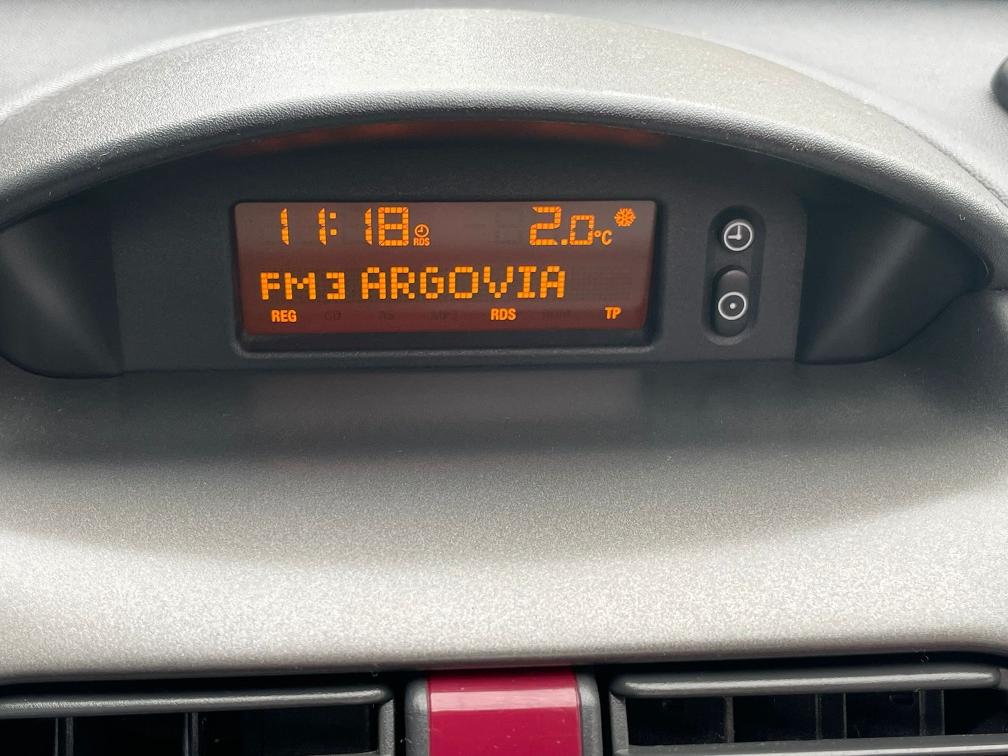 11:18 RDS 2.0°C
FM3 ARGOVIA
REG RDS TP